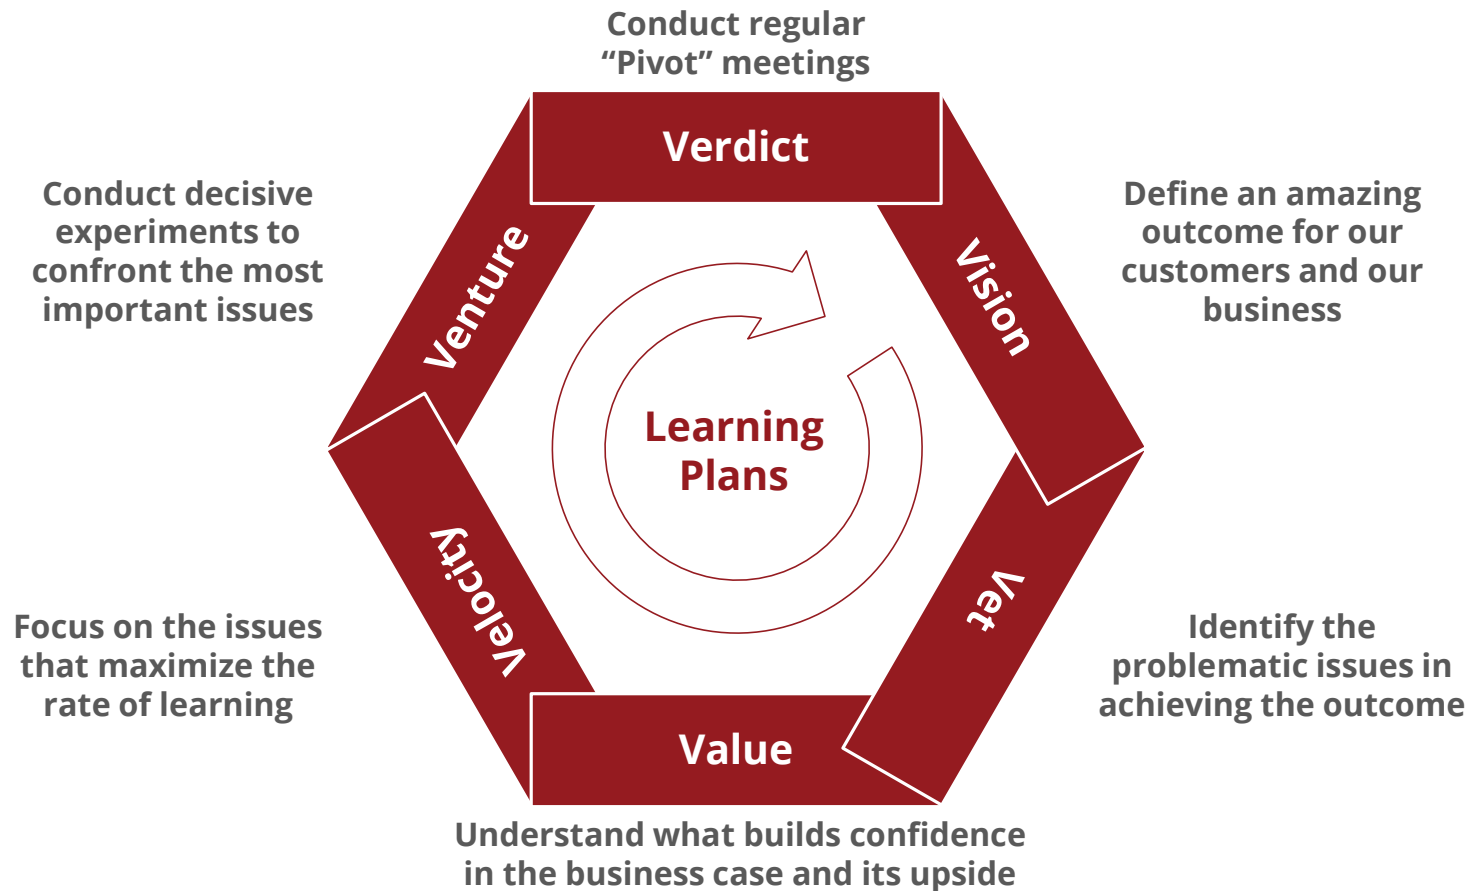 Conduct regular
“Pivot” meetings
Verdict
Conduct decisive
experiments to
confront the most
important issues
Venture
Vision
Define an amazing
outcome for our
customers and our
business
Learning
Plans
Focus on the issues
that maximize the
rate of learning
Velocity
Vet
Identify the
problematic issues in
achieving the outcome
Value
Understand what builds confidence
in the business case and its upside